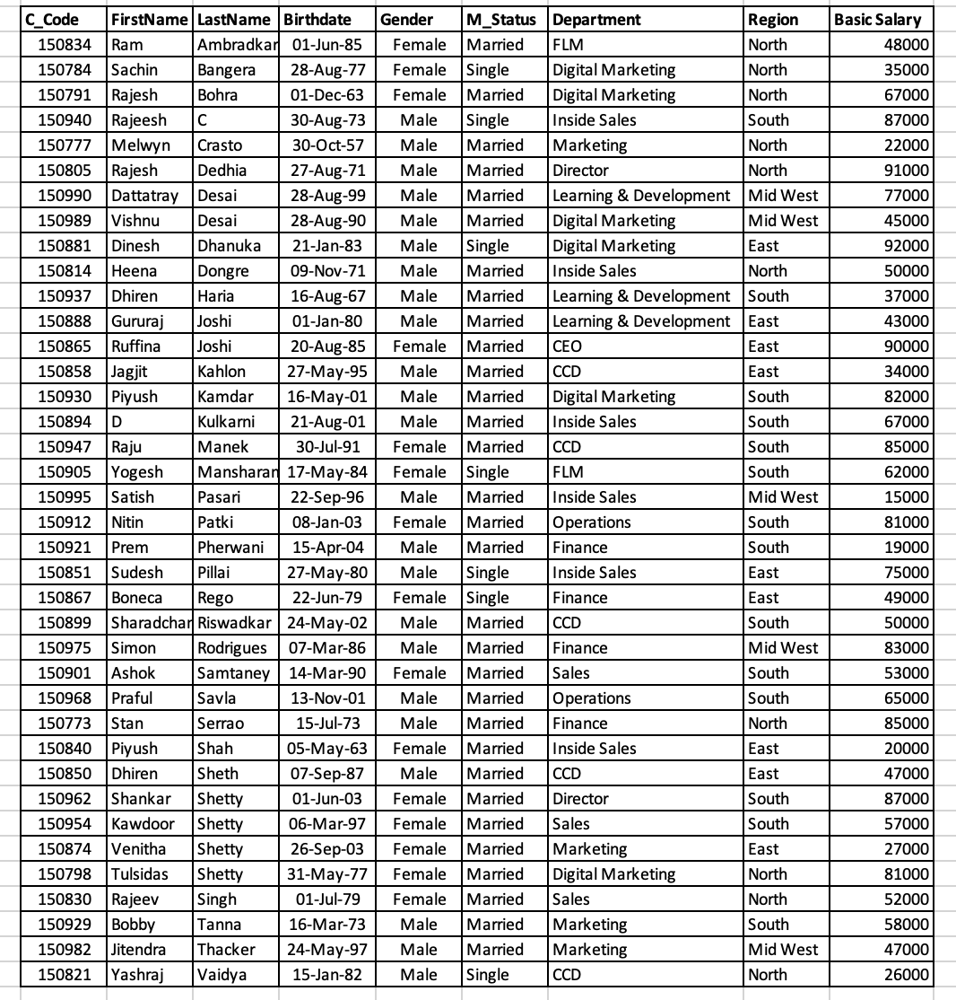 C_Code FirstName LastName Birthdate Gender M_Status Department Region Basic Salary
150834 Ram Ambradkar 01-Jun-85 Female Married FLM North 48000
150784 Sachin Bangera 28-Aug-77 Female Single Digital Marketing North 35000
150791 Rajesh Bohra 01-Dec-63 Female Married Digital Marketing North 67000
150940 Rajeesh C 30-Aug-73 Male Single Inside Sales South 87000
150777 Melwyn Crasto 30-Oct-57 Male Married Marketing North 22000
150805 Rajesh Dedhia 27-Aug-71 Male Married Director North 91000
150990 Dattatray Desai 28-Aug-99 Male Married Learning & Development Mid West 77000
150989 Vishnu Desai 28-Aug-90 Male Married Digital Marketing Mid West 45000
150881 Dinesh Dhanuka 21-Jan-83 Male Single Digital Marketing East 92000
150814 Heena Dongre 09-Nov-71 Male Married Inside Sales North 50000
150937 Dhiren Haria 16-Aug-67 Male Married Learning & Development South 37000
150888 Gururaj Joshi 01-Jan-80 Male Married Learning & Development East 43000
150865 Ruffina Joshi 20-Aug-85 Female Married CEO East 90000
150858 Jagjit Kahlon 27-May-95 Male Married CCD East 34000
150930 Piyush Kamdar 16-May-01 Male Married Digital Marketing South 82000
150894 D Kulkarni 21-Aug-01 Male Married Inside Sales South 67000
150947 Raju Manek 30-Jul-91 Female Married CCD South 85000
150905 Yogesh Mansharan 17-May-84 Female Single FLM South 62000
150995 Satish Pasari 22-Sep-96 Male Married Inside Sales Mid West 15000
150912 Nitin Patki 08-Jan-03 Female Married Operations South 81000
150921 Prem Pherwani 15-Apr-04 Male Married Finance South 19000
150851 Sudesh Pillai 27-May-80 Male Single Inside Sales East 75000
150867 Boneca Rego 22-Jun-79 Female Single Finance East 49000
150899 Sharadchar Riswadkar 24-May-02 Male Married CCD South 50000
150975 Simon Rodrigues 07-Mar-86 Male Married Finance Mid West 83000
150901 Ashok Samtaney 14-Mar-90 Female Married Sales South 53000
150968 Praful Savla 13-Nov-01 Male Married Operations South 65000
150773 Stan Serrao 15-Jul-73 Male Married Finance North 85000
150840 Piyush Shah 05-May-63 Female Married Inside Sales East 20000
150850 Dhiren Sheth 07-Sep-87 Male Married CCD East 47000
150962 Shankar Shetty 01-Jun-03 Female Married Director South 87000
150954 Kawdoor Shetty 06-Mar-97 Female Married Sales South 57000
150874 Venitha Shetty 26-Sep-03 Female Married Marketing East 27000
150798 Tulsidas Shetty 31-May-77 Female Married Digital Marketing North 81000
150830 Rajeev Singh 01-Jul-79 Female Married Sales North 52000
150929 Bobby Tanna 16-Mar-73 Male Married Marketing South 58000
150982 Jitendra Thacker 24-May-97 Male Married Marketing Mid West 47000
150821 Yashraj Vaidya 15-Jan-82 Male Single CCD North 26000